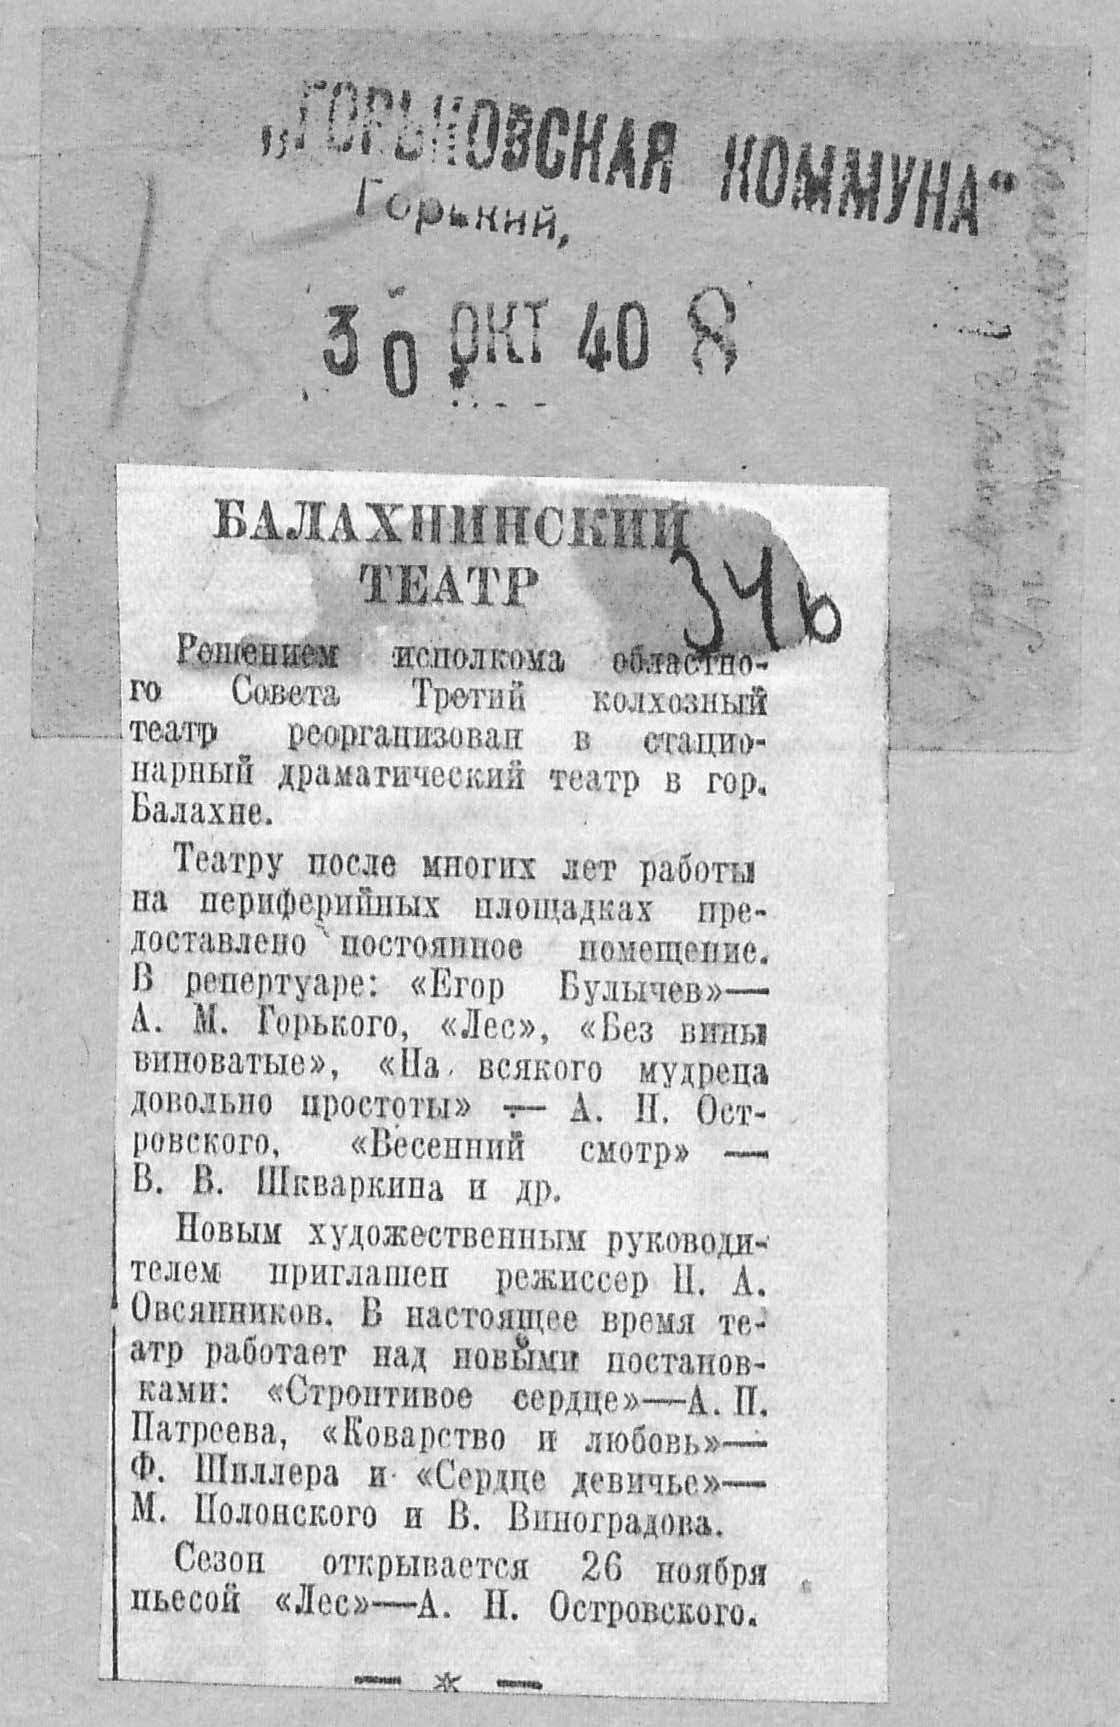 „ГОРЬКОВСКАЯ КОММУНА“
Горький,
30 ОКТ 40 8
БАЛАХНИНСКИЙ
ТЕАТР
34ю
Решением исполкома областно-
го Совета Третий колхозный
театр реорганизован в стацио-
нарный драматический театр в гор.
Балахне.
Театру после многих лет работы
на периферийных площадках пре-
доставлено постоянное помещение.
В репертуаре: «Егор Булычев»—
А. М. Горького, «Лес», «Без вины
виноватые», «На всякого мудреца
довольно простоты» — А. Н. Ост-
ровского, «Весенний смотр» —
В. В. Шкваркина и др.
Новым художественным руководи-
телем приглашен режиссер Н. А.
Овсянников. В настоящее время те-
атр работает над новыми постанов-
ками: «Строптивое сердце»—А. П.
Патреева, «Коварство и любовь»—
Ф. Шиллера и «Сердце девичье»—
М. Полонского и В. Виноградова.
Сезон открывается 26 ноября
пьесой «Лес»—А. Н. Островского.
— * —